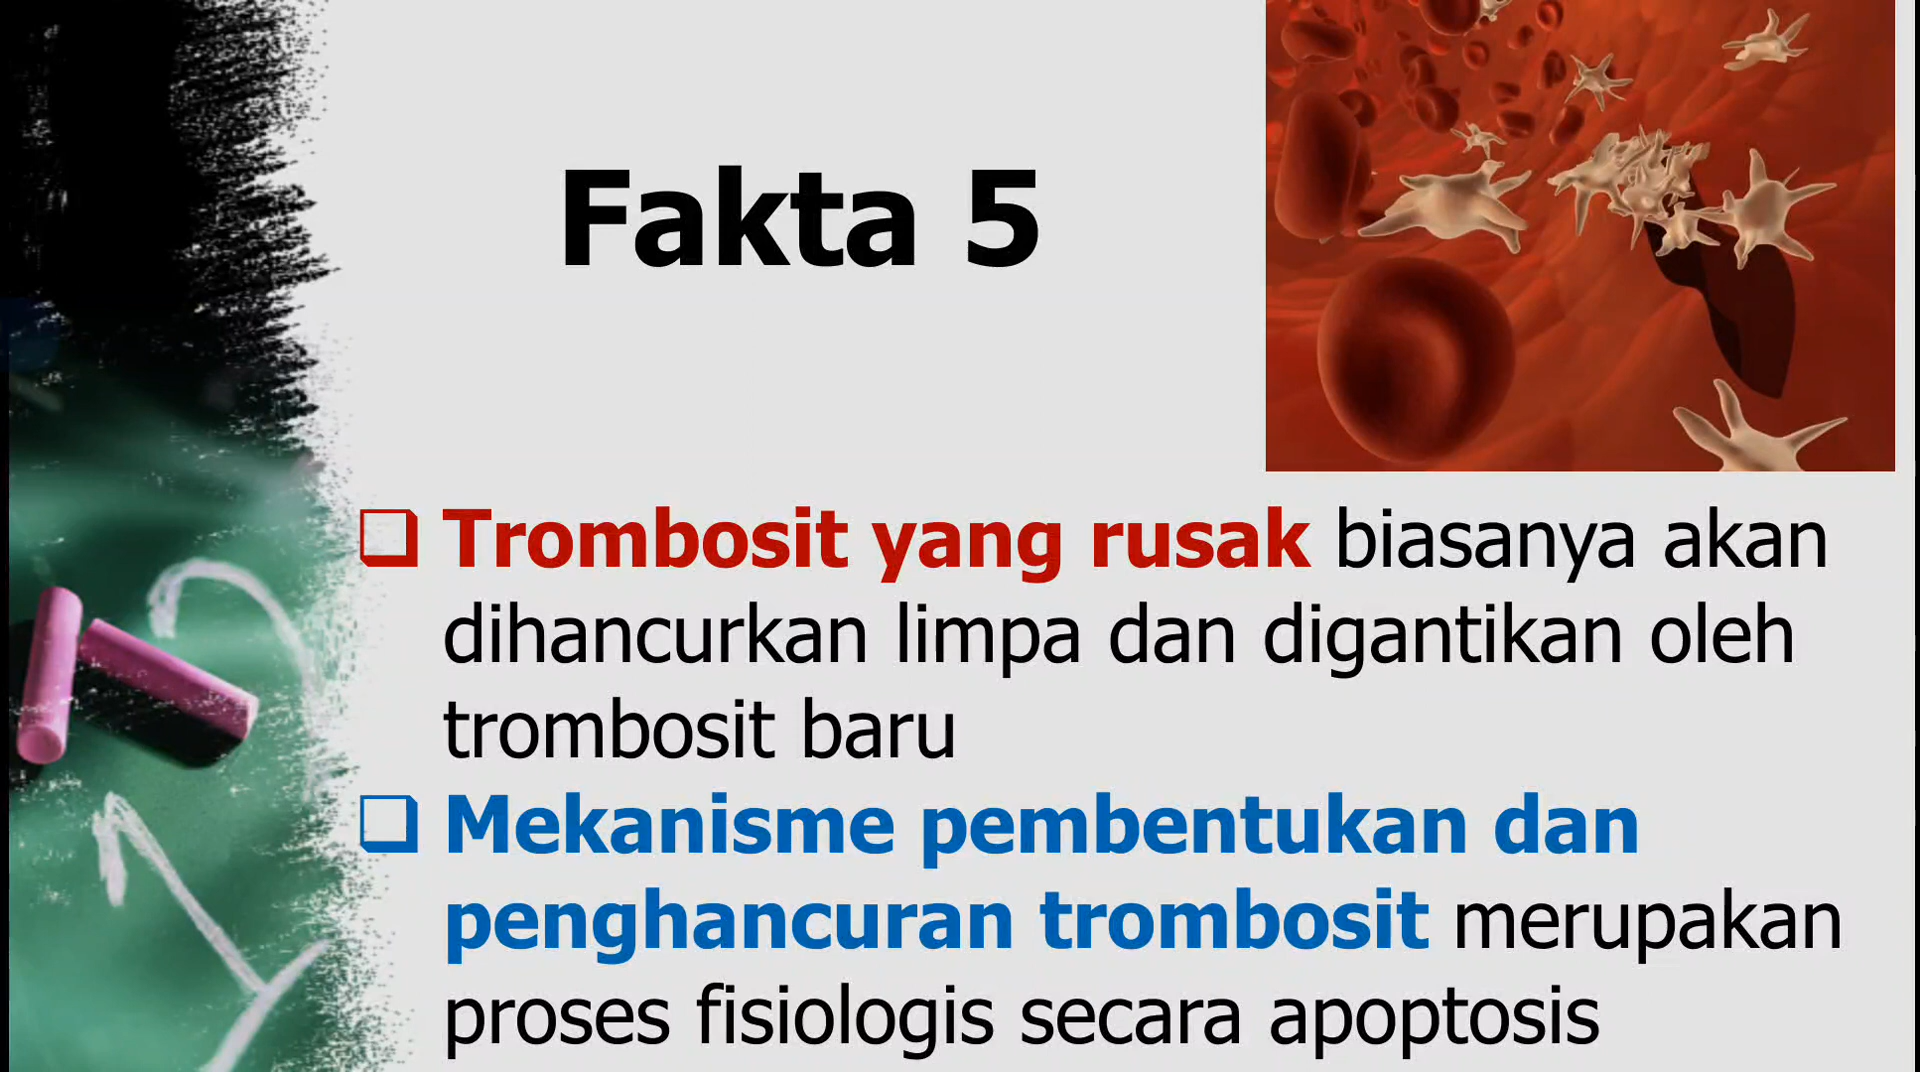 Fakta 5
Trombosit yang rusak biasanya akan
dihancurkan limpa dan digantikan oleh
trombosit baru
Mekanisme pembentukan dan
penghancuran trombosit merupakan
proses fisiologis secara apoptosis